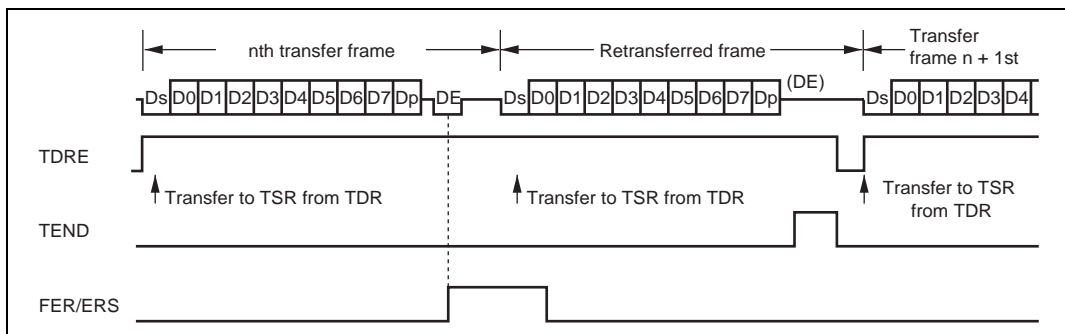 nth transfer frame
Retransferred frame
Transfer
frame n + 1st
Ds D0 D1 D2 D3 D4 D5 D6 D7 Dp DE Ds D0 D1 D2 D3 D4 D5 D6 D7 Dp (DE) Ds D0 D1 D2 D3 D4
TDRE
Transfer to TSR from TDR
Transfer to TSR from TDR
Transfer to TSR
from TDR
TEND
FER/ERS